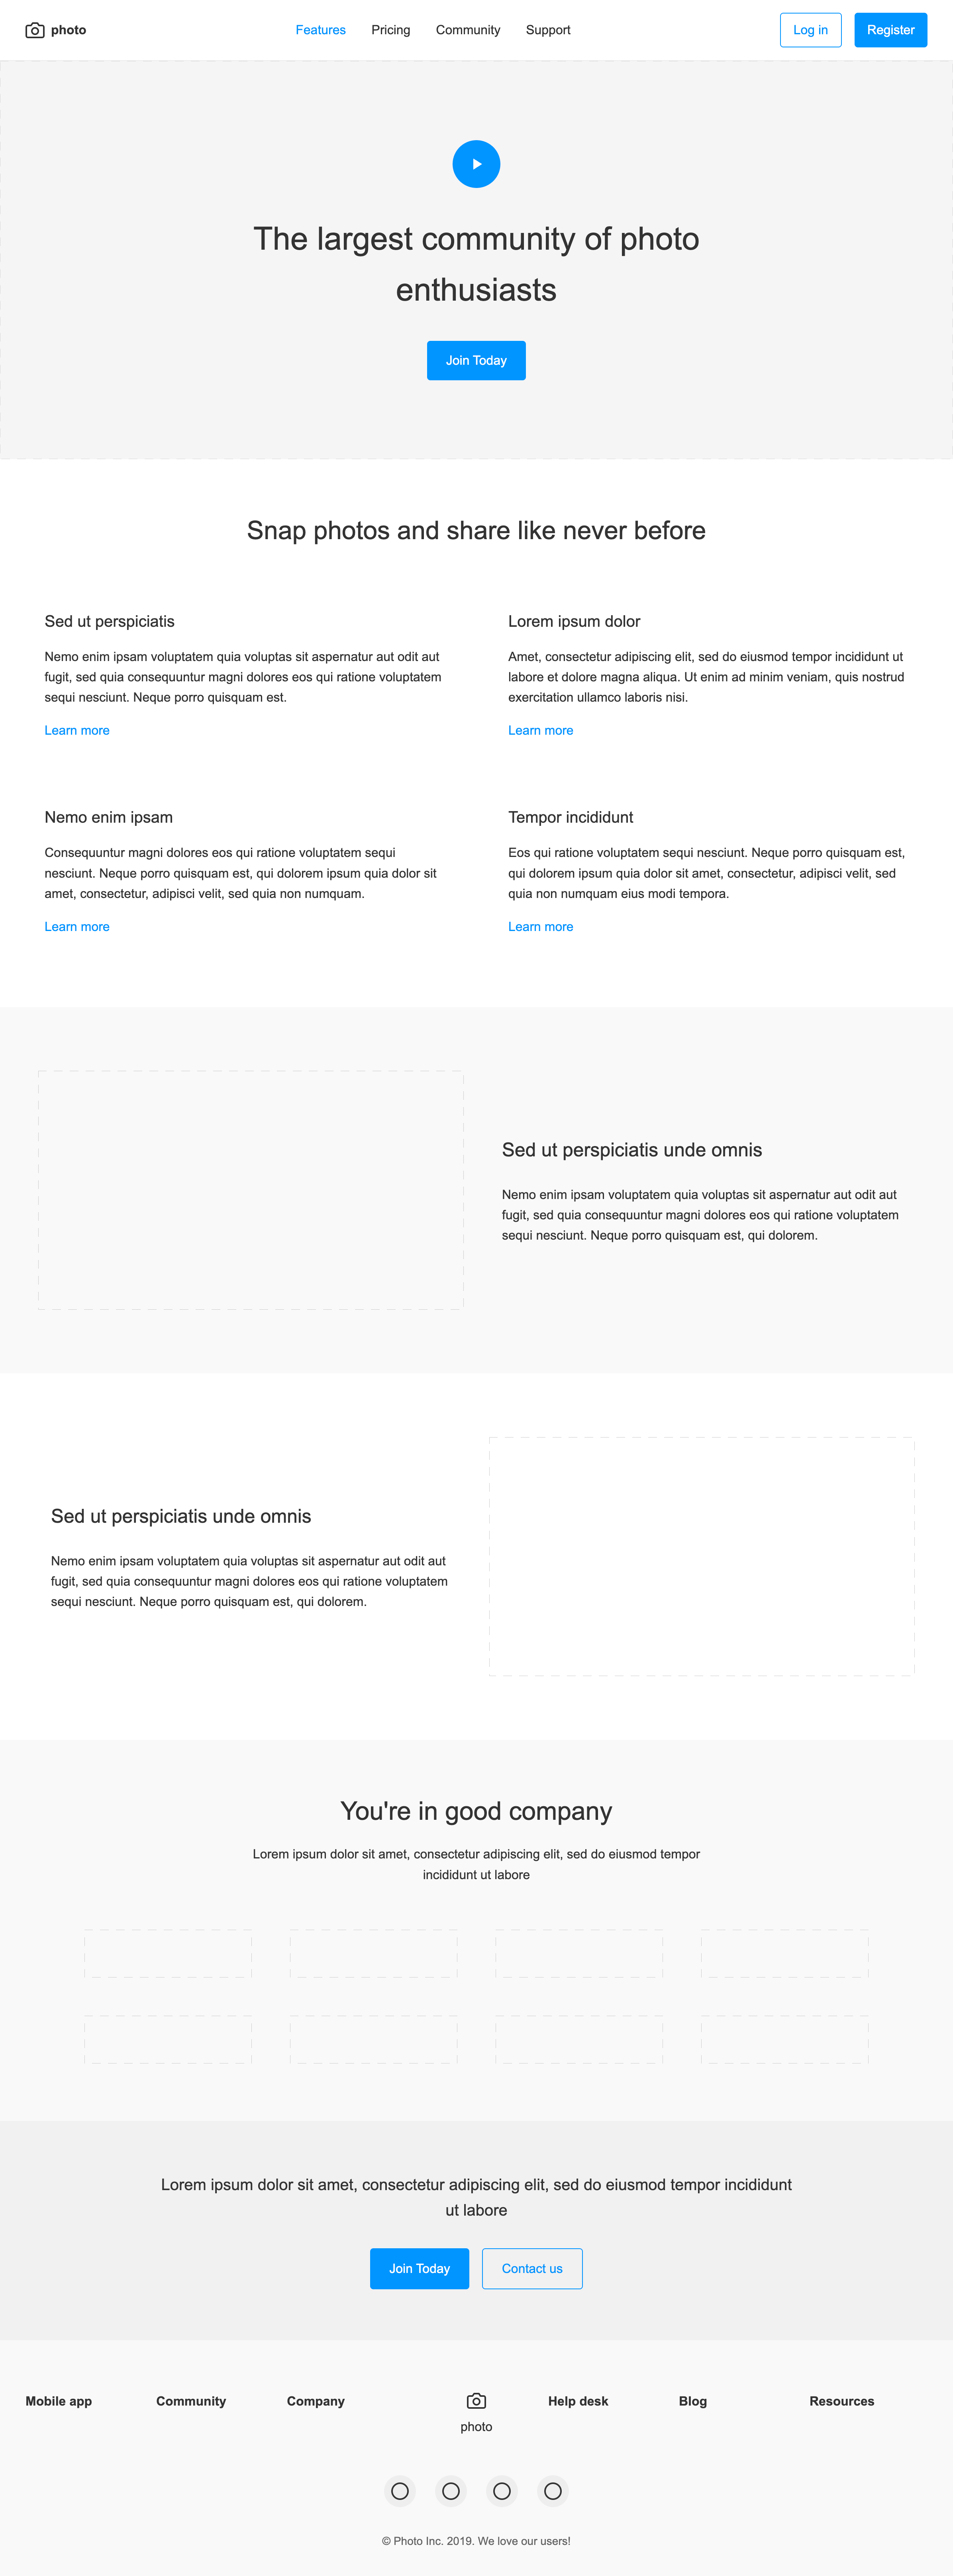 photo
Features
Pricing
Community
Support
Log in
Register
The largest community of photo
enthusiasts
Join Today
Snap photos and share like never before
Sed ut perspiciatis
Nemo enim ipsam voluptatem quia voluptas sit aspernatur aut odit aut
fugit, sed quia consequuntur magni dolores eos qui ratione voluptatem
sequi nesciunt. Neque porro quisquam est.
Learn more
Lorem ipsum dolor
Amet, consectetur adipiscing elit, sed do eiusmod tempor incididunt ut
labore et dolore magna aliqua. Ut enim ad minim veniam, quis nostrud
exercitation ullamco laboris nisi.
Learn more
Nemo enim ipsam
Consequuntur magni dolores eos qui ratione voluptatem sequi
nesciunt. Neque porro quisquam est, qui dolorem ipsum quia dolor sit
amet, consectetur, adipisci velit, sed quia non numquam.
Learn more
Tempor incididunt
Eos qui ratione voluptatem sequi nesciunt. Neque porro quisquam est,
qui dolorem ipsum quia dolor sit amet, consectetur, adipisci velit, sed
quia non numquam eius modi tempora.
Learn more
Sed ut perspiciatis unde omnis
Nemo enim ipsam voluptatem quia voluptas sit aspernatur aut odit aut
fugit, sed quia consequuntur magni dolores eos qui ratione voluptatem
sequi nesciunt. Neque porro quisquam est, qui dolorem.
Sed ut perspiciatis unde omnis
Nemo enim ipsam voluptatem quia voluptas sit aspernatur aut odit aut
fugit, sed quia consequuntur magni dolores eos qui ratione voluptatem
sequi nesciunt. Neque porro quisquam est, qui dolorem.
You're in good company
Lorem ipsum dolor sit amet, consectetur adipiscing elit, sed do eiusmod tempor
incididunt ut labore
Lorem ipsum dolor sit amet, consectetur adipiscing elit, sed do eiusmod tempor incididunt
ut labore
Join Today
Contact us
Mobile app
Community
Company
photo
Help desk
Blog
Resources
© Photo Inc. 2019. We love our users!